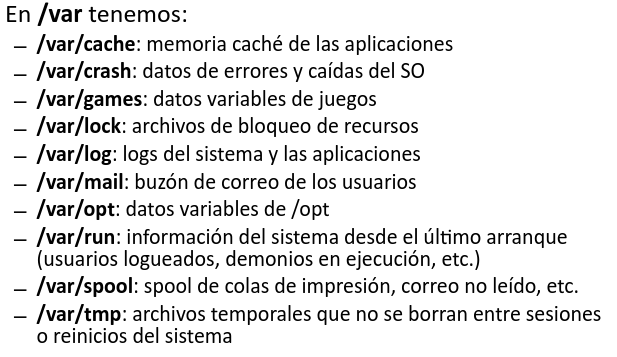 En /var tenemos:
– /var/cache: memoria caché de las aplicaciones
– /var/crash: datos de errores y caídas del SO
– /var/games: datos variables de juegos
– /var/lock: archivos de bloqueo de recursos
– /var/log: logs del sistema y las aplicaciones
– /var/mail: buzón de correo de los usuarios
– /var/opt: datos variables de /opt
– /var/run: información del sistema desde el último arranque
(usuarios logueados, demonios en ejecución, etc.)
– /var/spool: spool de colas de impresión, correo no leído, etc.
– /var/tmp: archivos temporales que no se borran entre sesiones
o reinicios del sistema